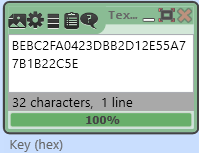 Tex...
BEBC2FA0423DBB2D12E55A7
7B1B22C5E
32 characters, 1 line
100%
Key (hex)